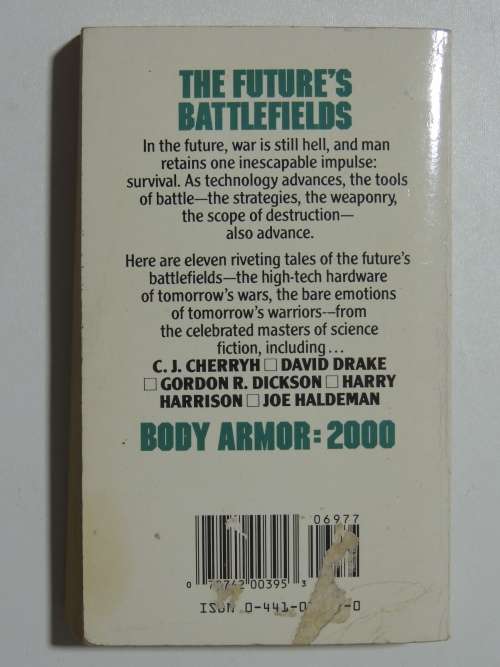 THE FUTURE'S
BATTLEFIELDS
In the future, war is still hell, and man
retains one inescapable impulse:
survival. As technology advances, the tools
of battle—the strategies, the weaponry,
the scope of destruction—
also advance.
Here are eleven riveting tales of the future's
battlefields—the high-tech hardware
of tomorrow's wars, the bare emotions
of tomorrow's warriors—from
the celebrated masters of science
fiction, including...
C. J. CHERRYH □ DAVID DRAKE
□ GORDON R. DICKSON □ HARRY
HARRISON □ JOE HALDEMAN
BODY ARMOR: 2000
06977
0 70742 00395 3
ISBN 0-441-0